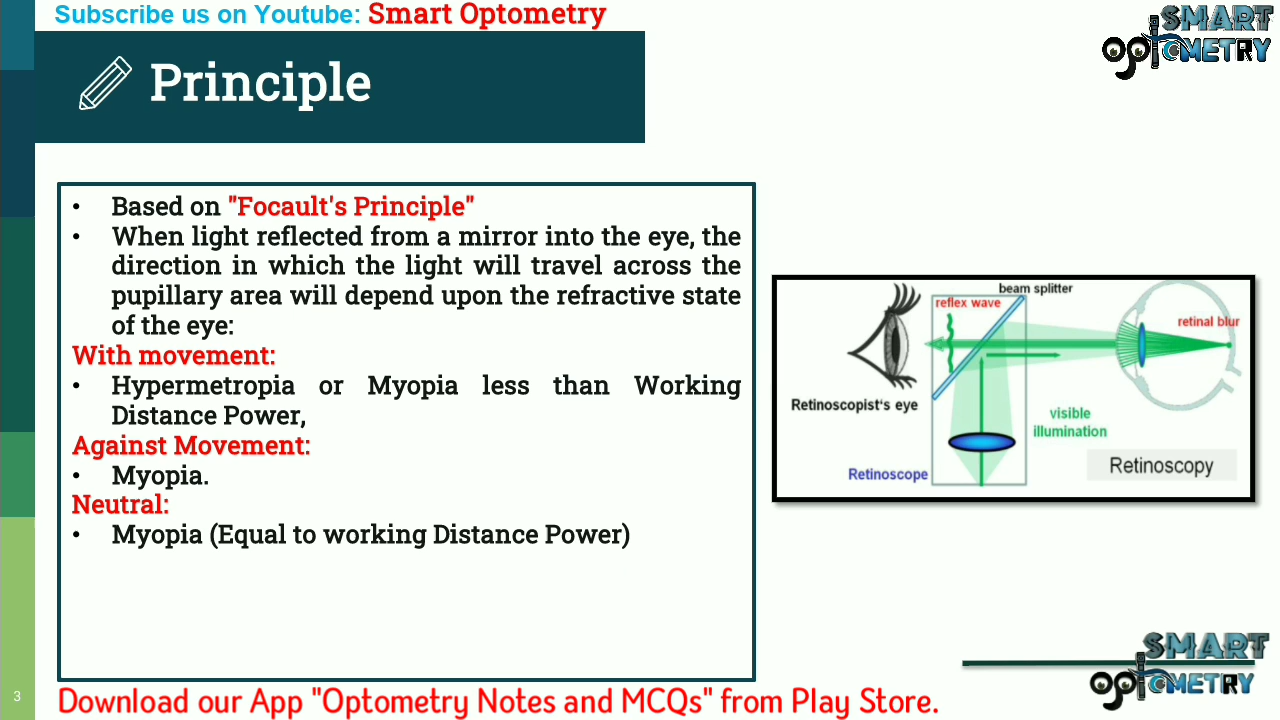 Subscribe us on Youtube: Smart Optometry
SMART
OPTOMETRY
Principle
• Based on "Focault's Principle"
• When light reflected from a mirror into the eye, the
direction in which the light will travel across the
pupillary area will depend upon the refractive state
of the eye:
With movement:
• Hypermetropia or Myopia less than Working
Distance Power,
Against Movement:
• Myopia.
Neutral:
• Myopia (Equal to working Distance Power)
beam splitter
reflex wave
retinal blur
Retinoscopist's eye
visible
illumination
Retinoscopy
Retinoscope
SMART
OPTOMETRY
3
Download our App "Optometry Notes and MCQs" from Play Store.